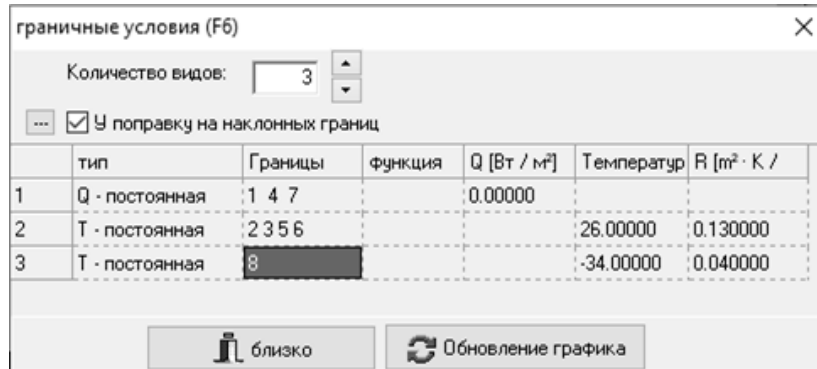 граничные условия (F6)
Количество видов: 3
... У поправку на наклонных границ
тип Границы функция Q [Вт / м²] Температур R [m² · K /
1 Q - постоянная 1 4 7 0.00000
2 T - постоянная 2 3 5 6 26.00000 0.130000
3 T - постоянная 8 -34.00000 0.040000
близко Обновление графика